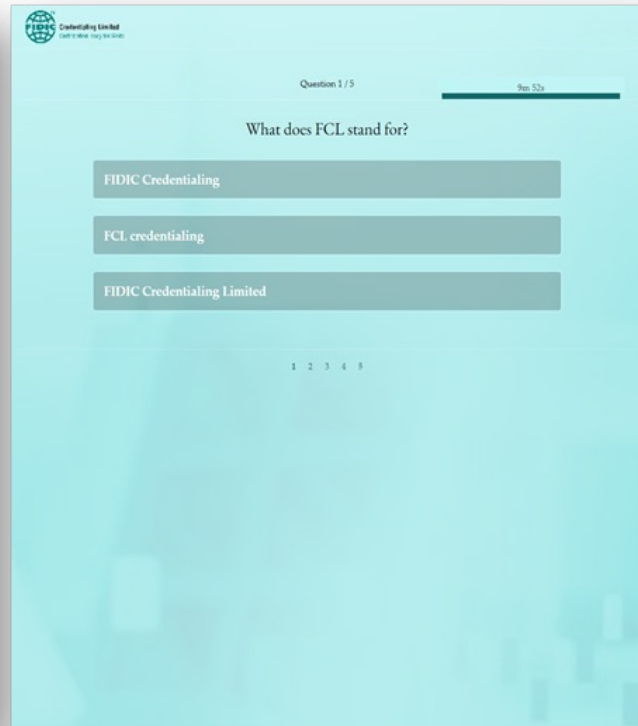 FIDIC
Credentialing Limited
Question 1 / 5
9m 52s
What does FCL stand for?
FIDIC Credentialing
FCL credentialing
FIDIC Credentialing Limited
1 2 3 4 5